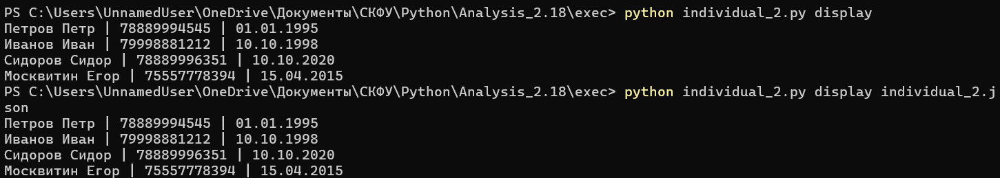 PS C:\Users\UnnamedUser\OneDrive\Документы\СКФУ\Python\Analysis_2.18\exec> python individual_2.py display
Петров Петр | 78889994545 | 01.01.1995
Иванов Иван | 79998881212 | 10.10.1998
Сидоров Сидор | 78889996351 | 10.10.2020
Москвитин Егор | 75557778394 | 15.04.2015
PS C:\Users\UnnamedUser\OneDrive\Документы\СКФУ\Python\Analysis_2.18\exec> python individual_2.py display individual_2.j
son
Петров Петр | 78889994545 | 01.01.1995
Иванов Иван | 79998881212 | 10.10.1998
Сидоров Сидор | 78889996351 | 10.10.2020
Москвитин Егор | 75557778394 | 15.04.2015